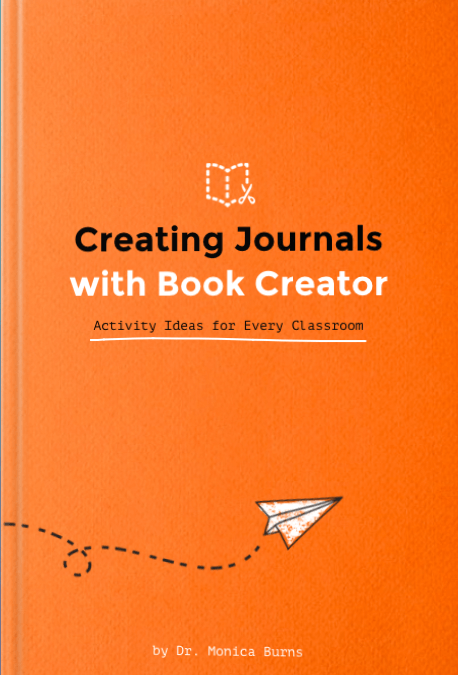 Creating Journals
with Book Creator
Activity Ideas for Every Classroom
by Dr. Monica Burns